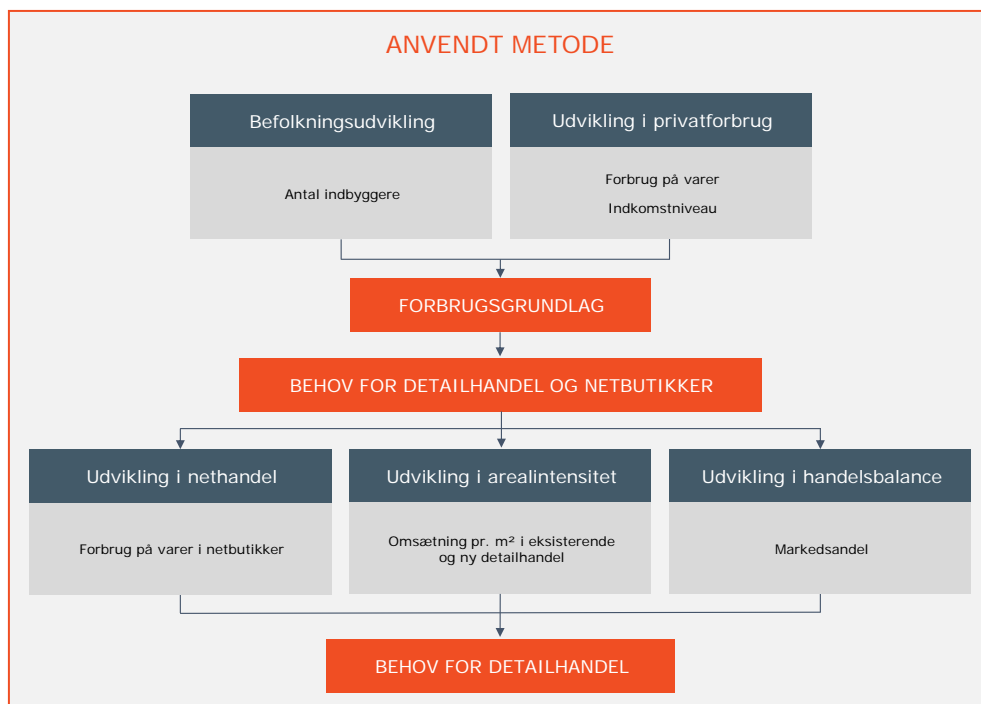 ANVENDT METODE
Befolkningsudvikling
Antal indbyggere
Udvikling i privatforbrug
Forbrug på varer
Indkomstniveau
FORBRUGSGRUNDLAG
BEHOV FOR DETAILHANDEL OG NETBUTIKKER
Udvikling i nethandel
Forbrug på varer i netbutikker
Udvikling i arealintensitet
Omsætning pr. m² i eksisterende
og ny detailhandel
Udvikling i handelsbalance
Markedsandel
BEHOV FOR DETAILHANDEL